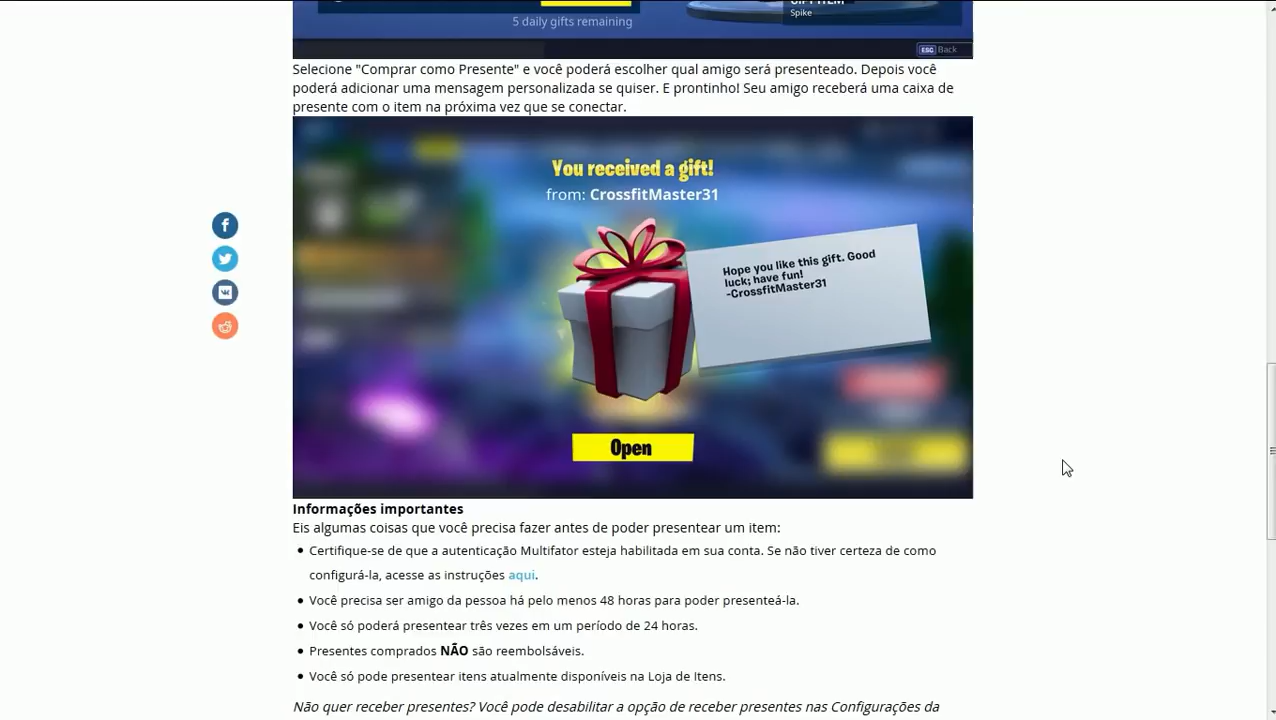 5 daily gifts remaining
Spike
ESC Back
Selecione "Comprar como Presente" e você poderá escolher qual amigo será presenteado. Depois você
poderá adicionar uma mensagem personalizada se quiser. E prontinho! Seu amigo receberá uma caixa de
presente com o item na próxima vez que se conectar.
You received a gift!
from: CrossfitMaster31
Hope you like this gift. Good
luck; have fun!
-CrossfitMaster31
Open
Informações importantes
Eis algumas coisas que você precisa fazer antes de poder presentear um item:
• Certifique-se de que a autenticação Multifator esteja habilitada em sua conta. Se não tiver certeza de como
configurá-la, acesse as instruções aqui.
• Você precisa ser amigo da pessoa há pelo menos 48 horas para poder presenteá-la.
• Você só poderá presentear três vezes em um período de 24 horas.
• Presentes comprados NÃO são reembolsáveis.
• Você só pode presentear itens atualmente disponíveis na Loja de Itens.
Não quer receber presentes? Você pode desabilitar a opção de receber presentes nas Configurações da